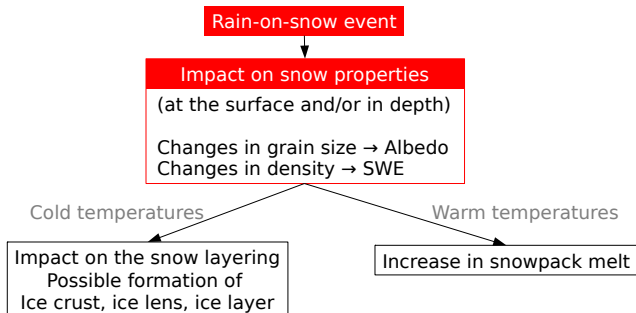 Rain-on-snow event
Impact on snow properties
(at the surface and/or in depth)
Changes in grain size → Albedo
Changes in density → SWE
Cold temperatures
Warm temperatures
Impact on the snow layering
Possible formation of
Ice crust, ice lens, ice layer
Increase in snowpack melt